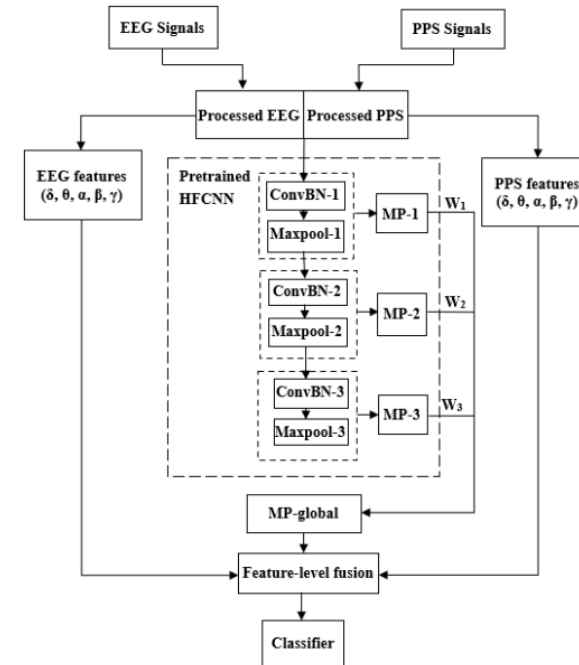 EEG Signals
PPS Signals
Processed EEG
Processed PPS
EEG features
(δ, θ, α, β, γ)
Pretrained
HFCNN
ConvBN-1
Maxpool-1
MP-1
W₁
PPS features
(δ, θ, α, β, γ)
ConvBN-2
Maxpool-2
MP-2
W₂
ConvBN-3
Maxpool-3
MP-3
W₃
MP-global
Feature-level fusion
Classifier